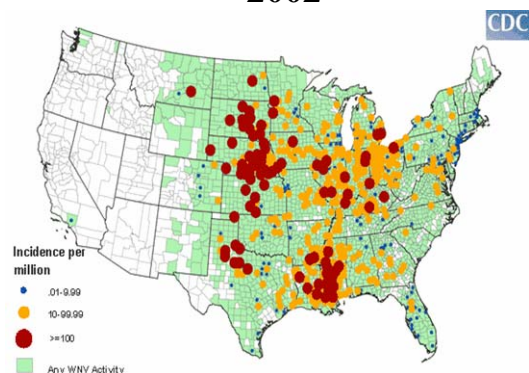 2002
CDC
Incidence per
million
.01-9.99
10-99.99
>=100
Any WNV Activity